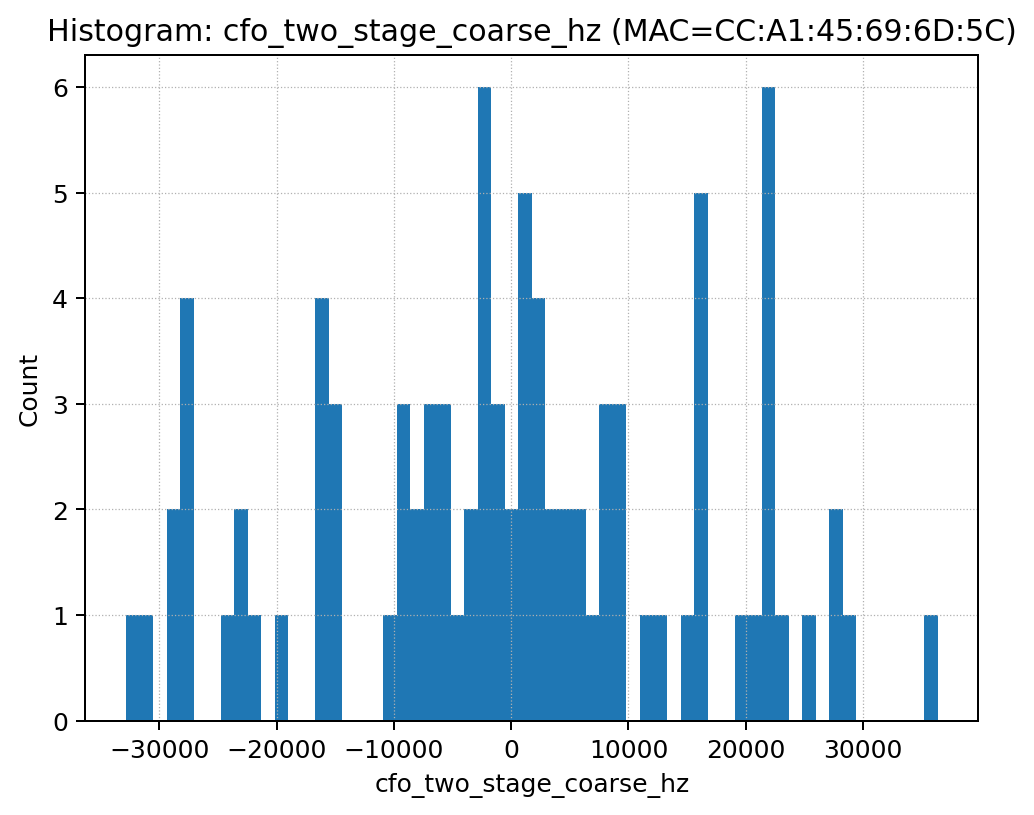 Histogram: cfo_two_stage_coarse_hz (MAC=CC:A1:45:69:6D:5C)
6
5
4
3
2
1
0
Count
−30000 −20000 −10000 0 10000 20000 30000
cfo_two_stage_coarse_hz